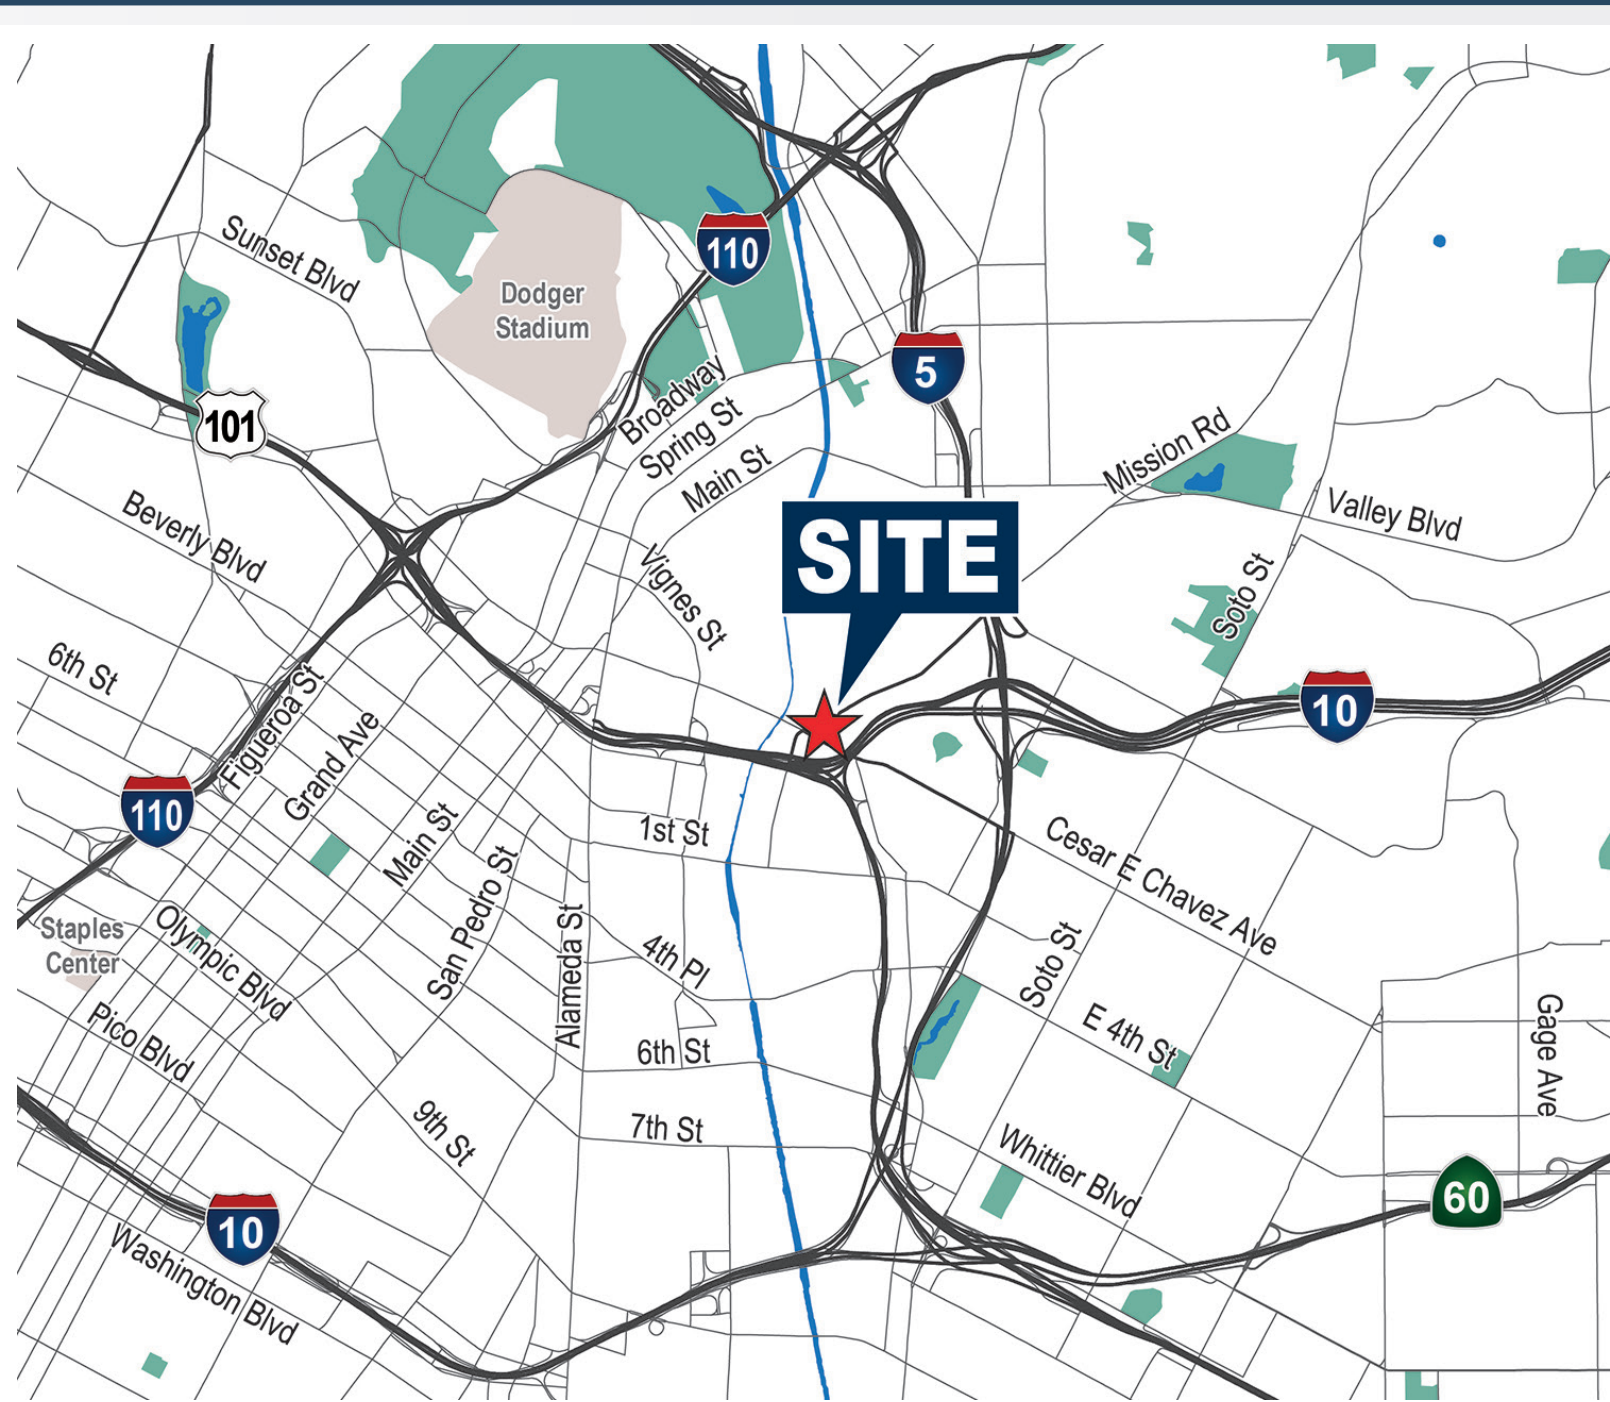 Sunset Blvd
110
Dodger
Stadium
5
Broadway
Spring St
Main St
101
Mission Rd
Valley Blvd
Beverly Blvd
Vignes St
SITE
Soto St
6th St
Figueroa St
Grand Ave
10
110
Main St
1st St
Cesar E Chavez Ave
San Pedro St
Staples
Center
Olympic Blvd
Alameda St
4th Pl
Soto St
E 4th St
Gage Ave
Pico Blvd
6th St
9th St
7th St
Whittier Blvd
60
10
Washington Blvd